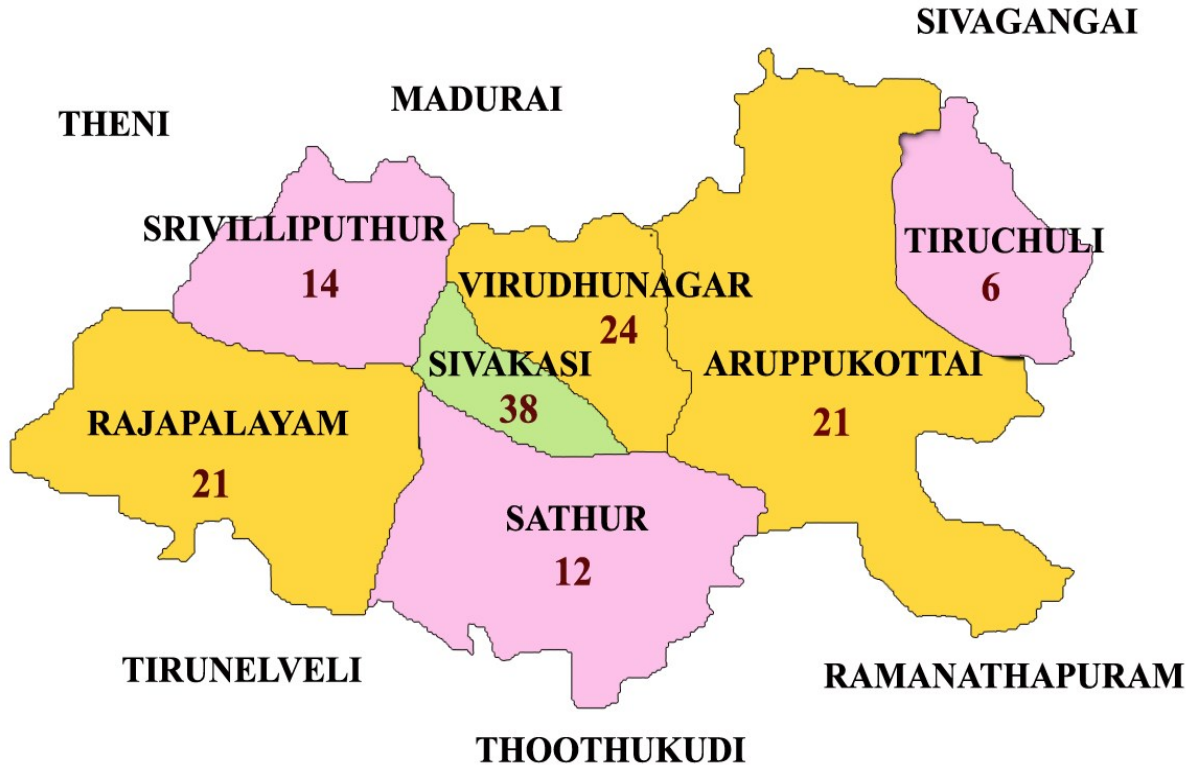 SIVAGANGAI
MADURAI
THENI
SRIVILLIPUTHUR
14
TIRUCHULI
6
VIRUDHUNAGAR
24
SIVAKASI
38
ARUPPUKOTTAI
21
RAJAPALAYAM
21
SATHUR
12
TIRUNELVELI
RAMANATHAPURAM
THOOTHUKUDI